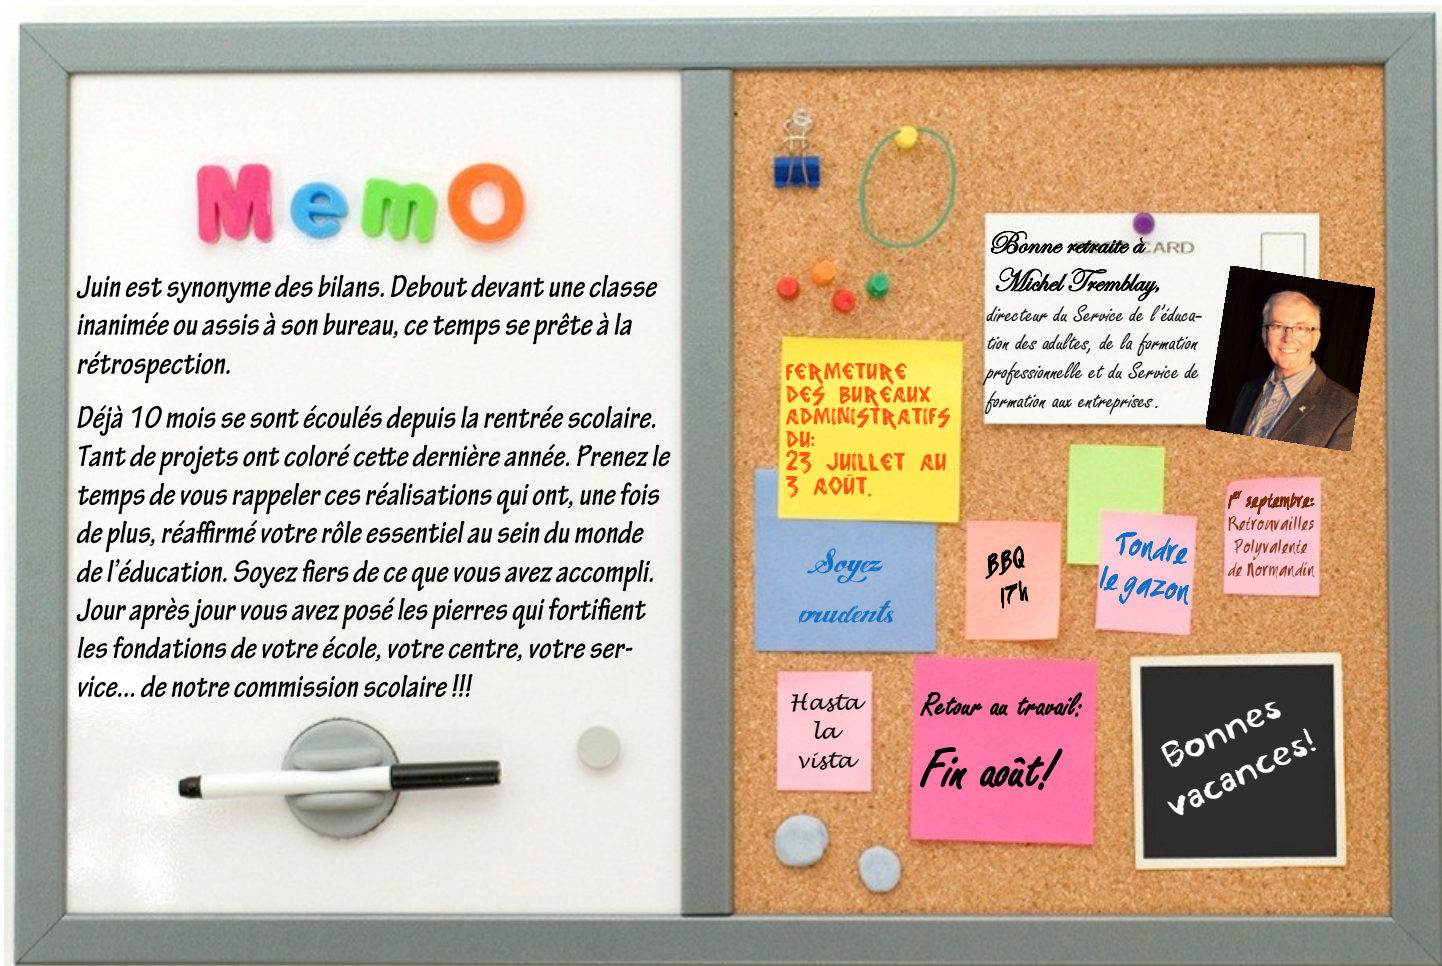 Memo
Juin est synonyme des bilans. Debout devant une classe
inanimée ou assis à son bureau, ce temps se prête à la
rétrospection.
Déjà 10 mois se sont écoulés depuis la rentrée scolaire.
Tant de projets ont coloré cette dernière année. Prenez le
temps de vous rappeler ces réalisations qui ont, une fois
de plus, réaffirmé votre rôle essentiel au sein du monde
de l'éducation. Soyez fiers de ce que vous avez accompli.
Jour après jour vous avez posé les pierres qui fortifient
les fondations de votre école, votre centre, votre ser-
vice... de notre commission scolaire !!!
Bonne retraite à
CARD
Michel Tremblay,
directeur du Service de l'éduca-
tion des adultes, de la formation
professionnelle et du Service de
formation aux entreprises.
FERMETURE
DES BUREAUX
ADMINISTRATIFS
DU:
23 JUILLET AU
3 AOÛT.
Soyez
prudents
BBQ
17h
Tondre
le gazon
1er septembre:
Retrouvailles
Polyvalente
de Normandin
Hasta
la
vista
Retour au travail:
Fin août!
Bonnes
vacances!